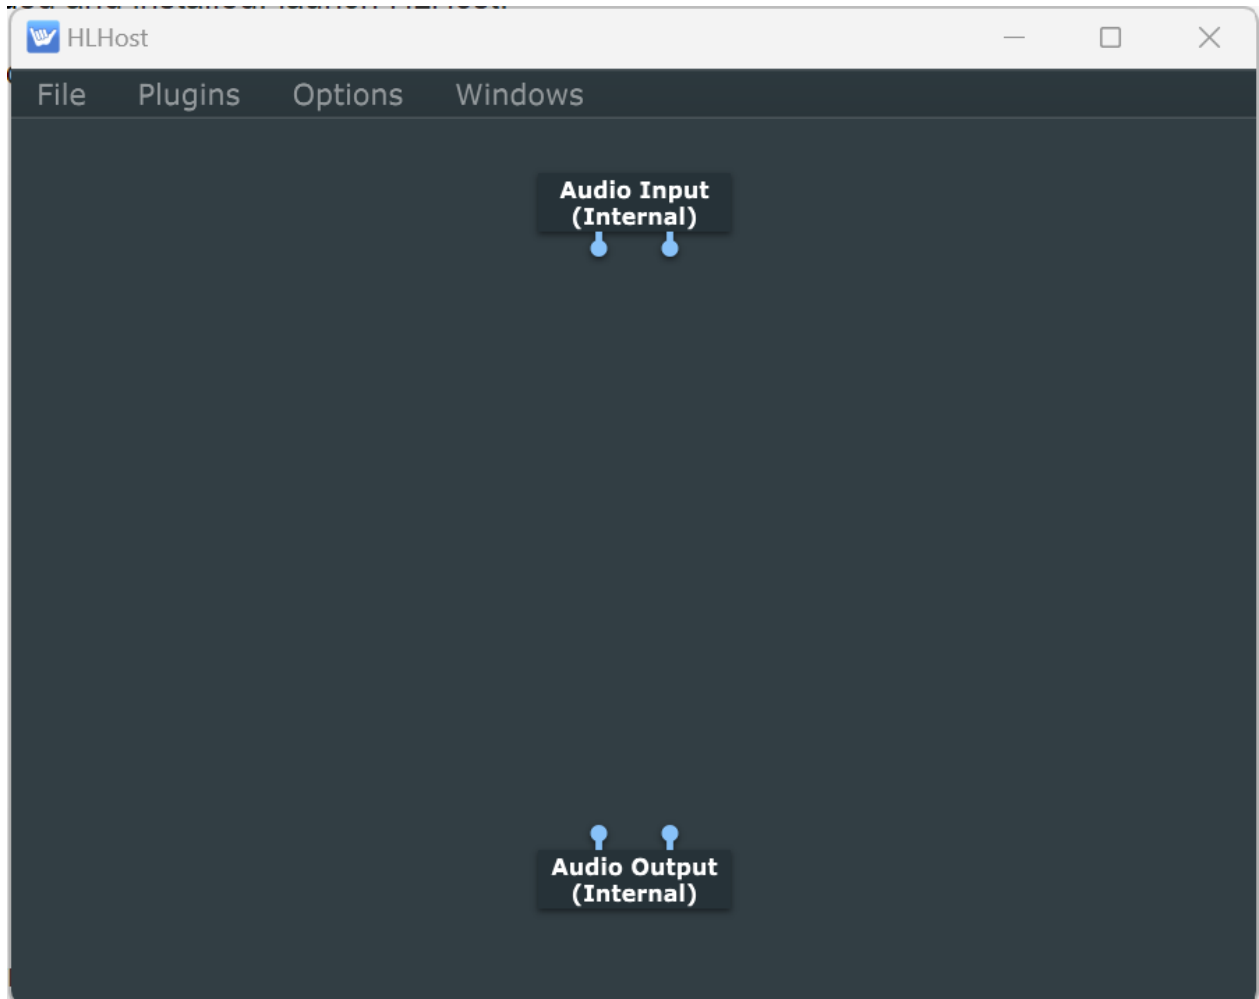 HLHost
File Plugins Options Windows
Audio Input
(Internal)
Audio Output
(Internal)